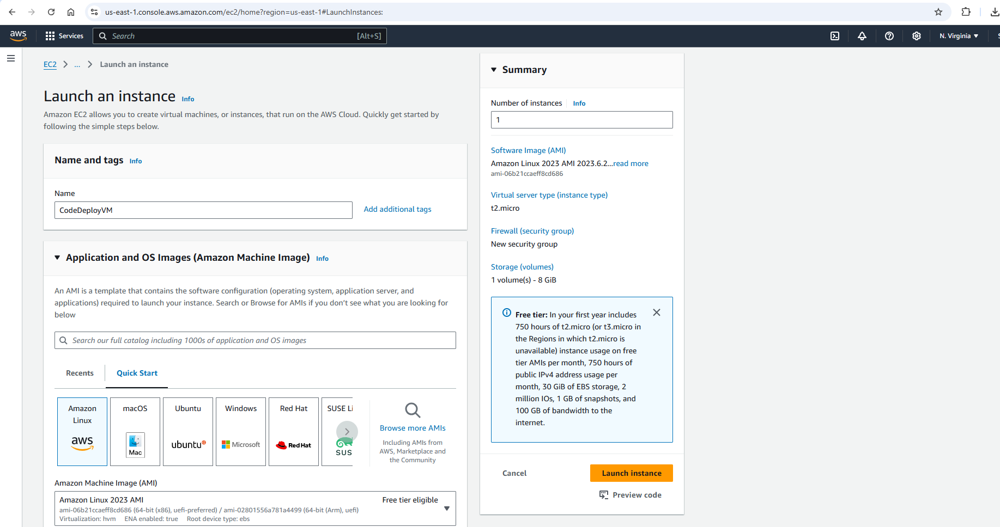 us-east-1.console.aws.amazon.com/ec2/home?region=us-east-1#LaunchInstances:
aws
Services
Search
[Alt+S]
N. Virginia
EC2
...
Launch an instance
Launch an instance Info
Amazon EC2 allows you to create virtual machines, or instances, that run on the AWS Cloud. Quickly get started by
following the simple steps below.
Name and tags Info
Name
CodeDeployVM
Add additional tags
Application and OS Images (Amazon Machine Image) Info
An AMI is a template that contains the software configuration (operating system, application server, and
applications) required to launch your instance. Search or Browse for AMIs if you don't see what you are looking for
below
Search our full catalog including 1000s of application and OS images
Recents
Quick Start
Amazon
Linux
aws
macOS
Mac
Ubuntu
ubuntu
Windows
Microsoft
Red Hat
Red Hat
SUSE Li
SUS
Browse more AMIs
Including AMIs from
AWS, Marketplace and
the Community
Amazon Machine Image (AMI)
Amazon Linux 2023 AMI
Free tier eligible
ami-06b21ccaeff8cd686 (64-bit (x86), uefi-preferred) / ami-02801556a781a4499 (64-bit (Arm), uefi)
Virtualization: hvm ENA enabled: true Root device type: ebs
Summary
Number of instances Info
1
Software Image (AMI)
Amazon Linux 2023 AMI 2023.6.2...read more
ami-06b21ccaeff8cd686
Virtual server type (instance type)
t2.micro
Firewall (security group)
New security group
Storage (volumes)
1 volume(s) - 8 GiB
Free tier: In your first year includes
750 hours of t2.micro (or t3.micro in
the Regions in which t2.micro is
unavailable) instance usage on free
tier AMIs per month, 750 hours of
public IPv4 address usage per
month, 30 GiB of EBS storage, 2
million IOs, 1 GB of snapshots, and
100 GB of bandwidth to the
internet.
Cancel
Launch instance
Preview code